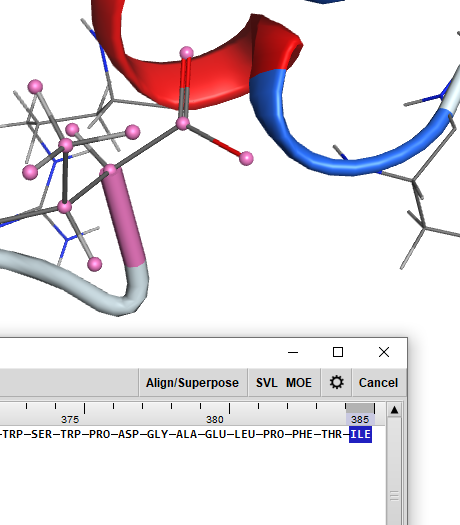 Align/Superpose SVL MOE Cancel
375 380 385
-TRP-SER-TRP-PRO-ASP-GLY-ALA-GLU-LEU-PRO-PHE-THR-ILE